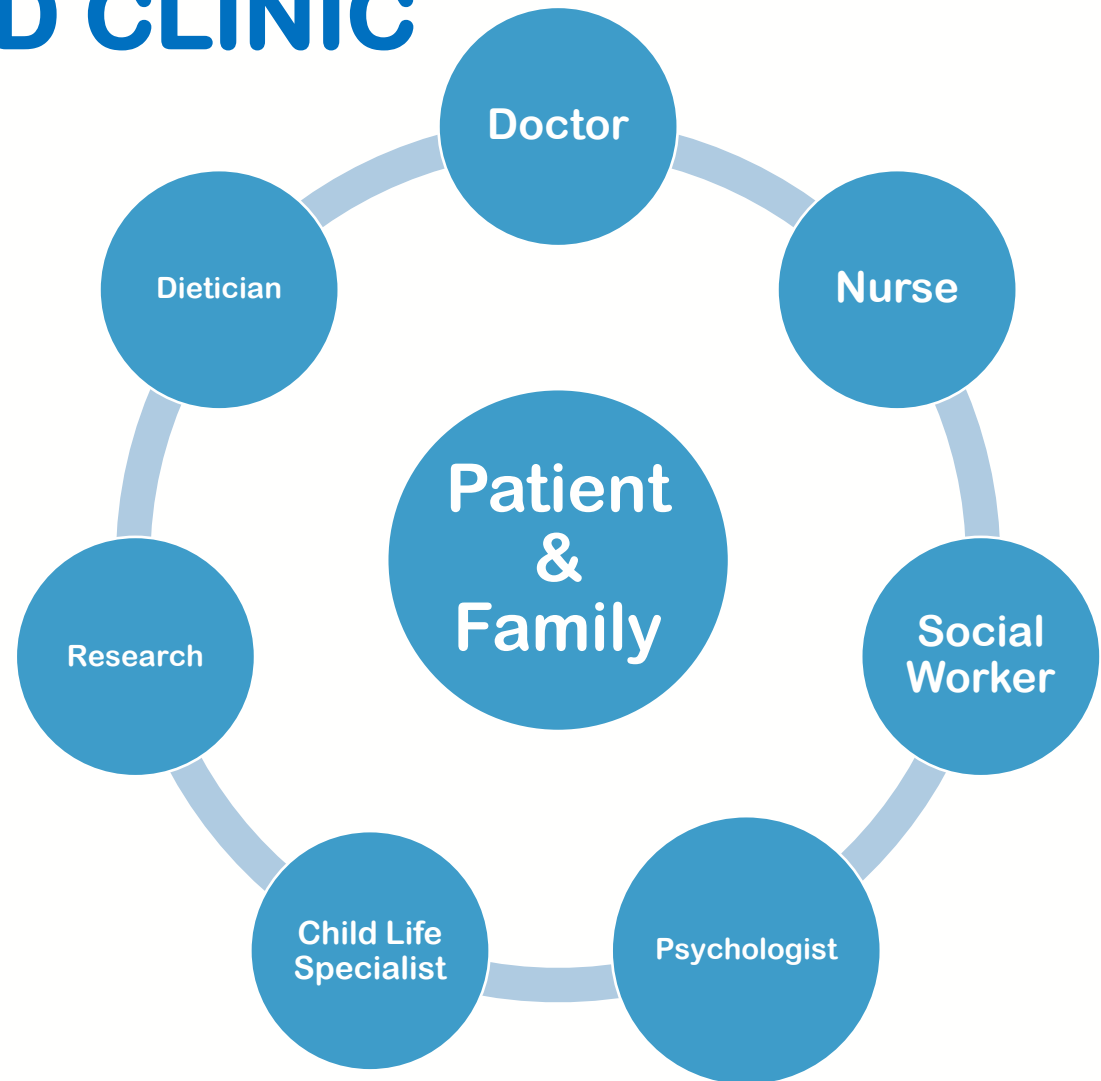 D CLINIC
Doctor
Nurse
Social
Worker
Psychologist
Child Life
Specialist
Research
Dietician
Patient
&
Family